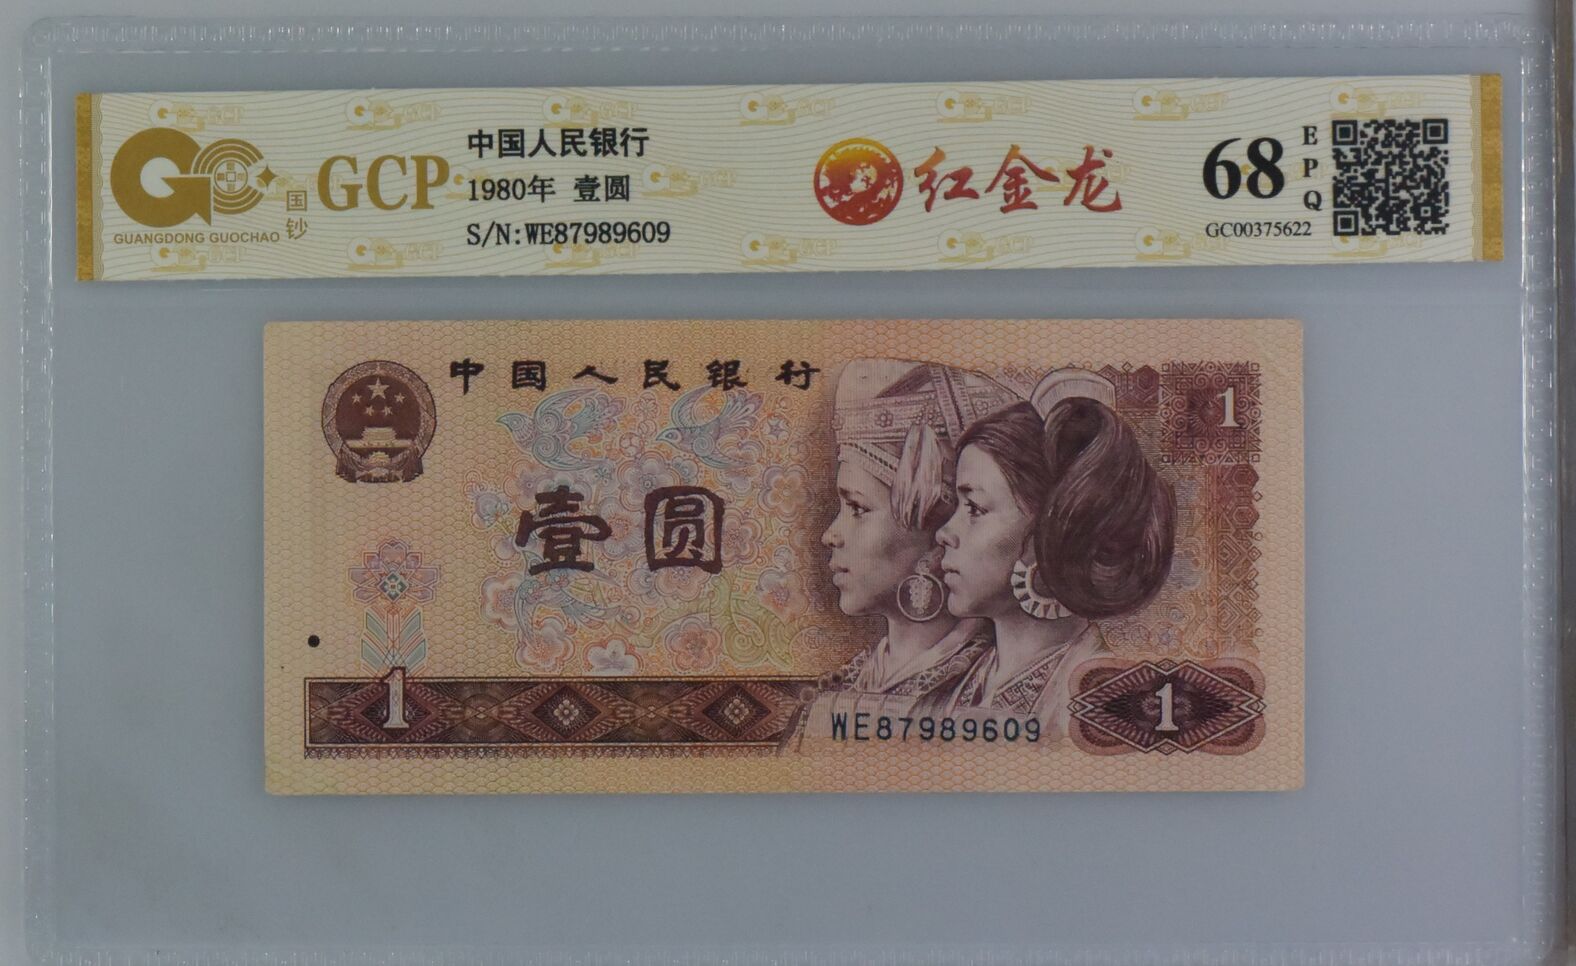 GCP
国钞
GUANGDONG GUOCHAO
中国人民银行
1980年 壹圆
S/N:WE87989609
红金龙
68
EPQ
GC00375622
中国人民银行
1
壹圆
1
1
WE87989609